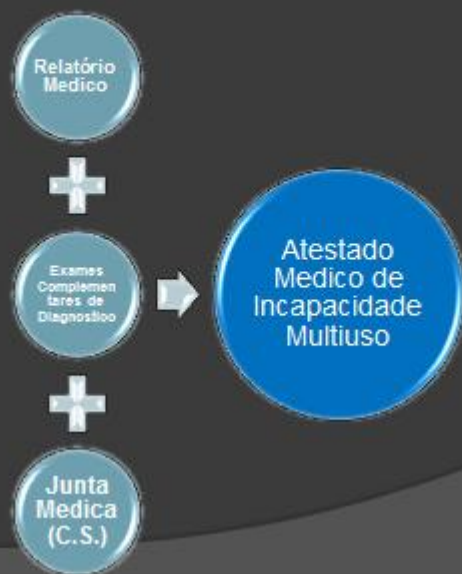 Relatório
Medico
Exames
Complemen
tares de
Diagnostico
Junta
Medica
(C.S.)
Atestado
Medico de
Incapacidade
Multiuso